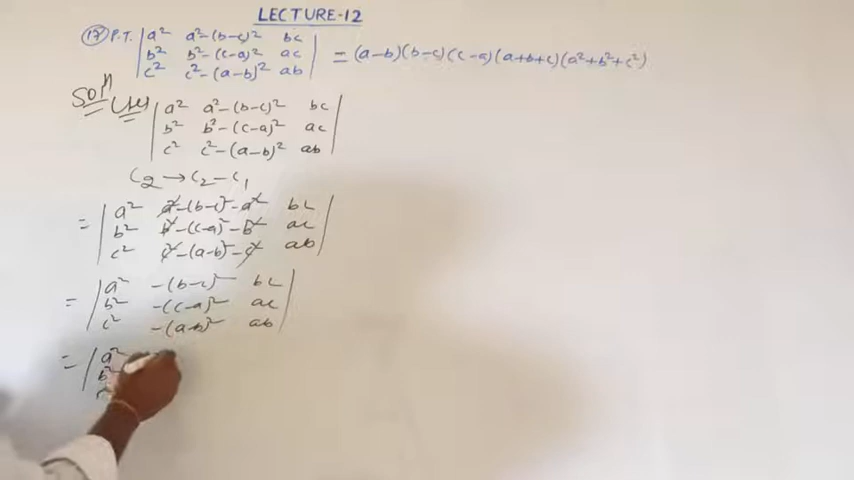 LECTURE-12
17 P.T. | a² a²-(b-c)² bc |
| b² b²-(c-a)² ac | = (a-b)(b-c)(c-a)(a+b+c)(a²+b²+c²)
| c² c²-(a-b)² ab |
Solⁿ LHS
| a² a²-(b-c)² bc |
| b² b²-(c-a)² ac |
| c² c²-(a-b)² ab |
C₂ → C₂-C₁
= | a² a²-(b-c)²-a² bc |
| b² b²-(c-a)²-b² ac |
| c² c²-(a-b)²-c² ab |
= | a² -(b-c)² bc |
| b² -(c-a)² ac |
| c² -(a-b)² ab |
= | a²
b²